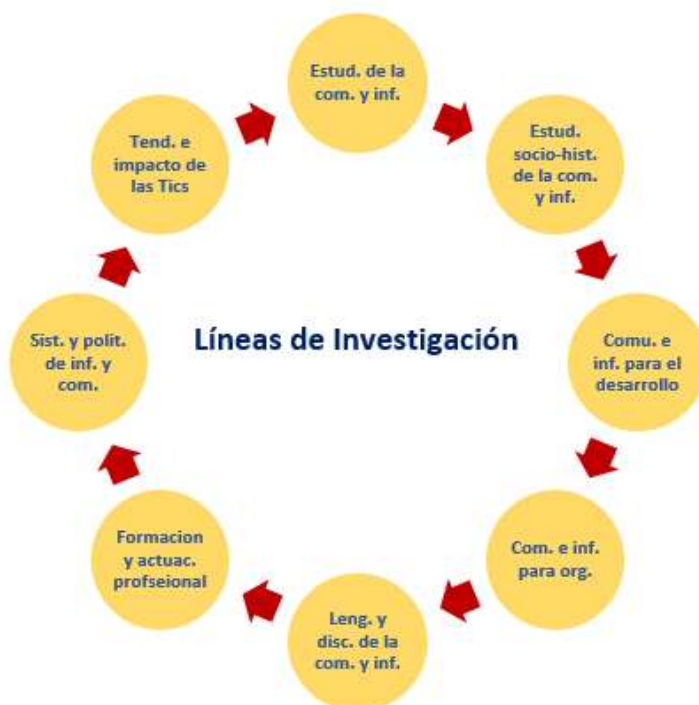 Líneas de Investigación
Estud. de la
com. y inf.
Estud.
socio-hist.
de la com.
y inf.
Comu. e
inf. para el
desarrollo
Com. e inf.
para org.
Leng. y
disc. de la
com. y inf.
Formacion
y actuac.
profseional
Sist. y polit.
de inf. y
com.
Tend. e
impacto de
las Tics